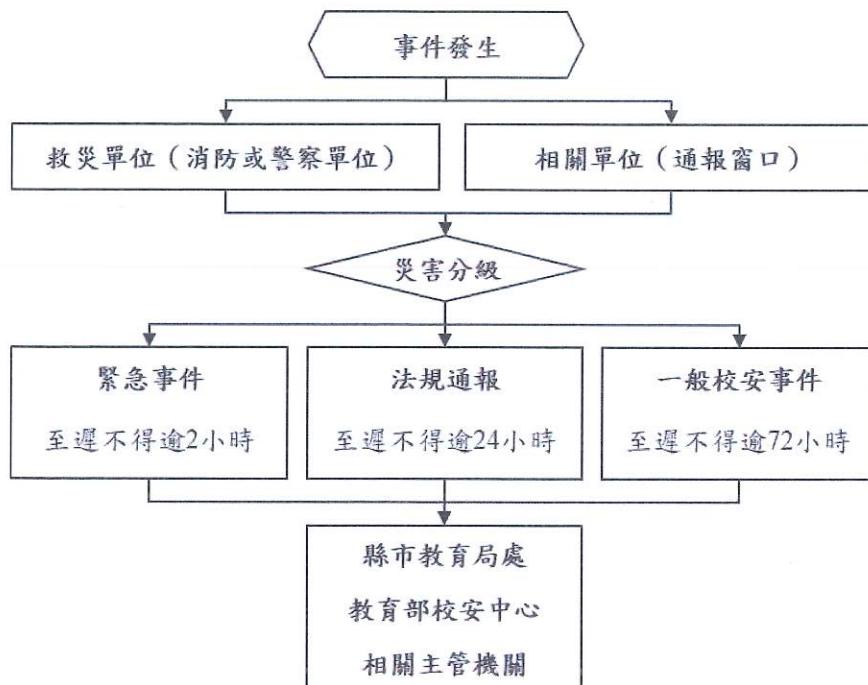 事件發生
救災單位（消防或警察單位）
相關單位（通報窗口）
災害分級
緊急事件
至遲不得逾2小時
法規通報
至遲不得逾24小時
一般校安事件
至遲不得逾72小時
縣市教育局處
教育部校安中心
相關主管機關